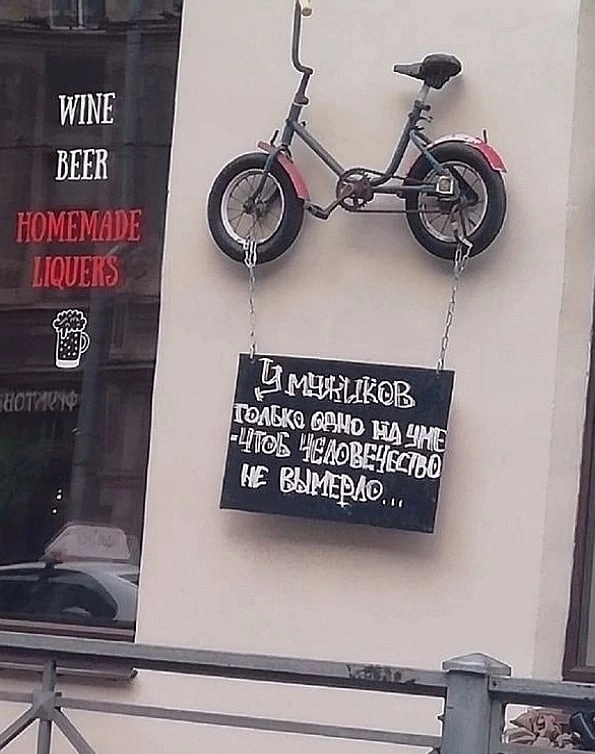 WINE
BEER
HOMEMADE
LIQUERS
У мужиков
только одно на уме
-чтоб человечество
не вымерло...